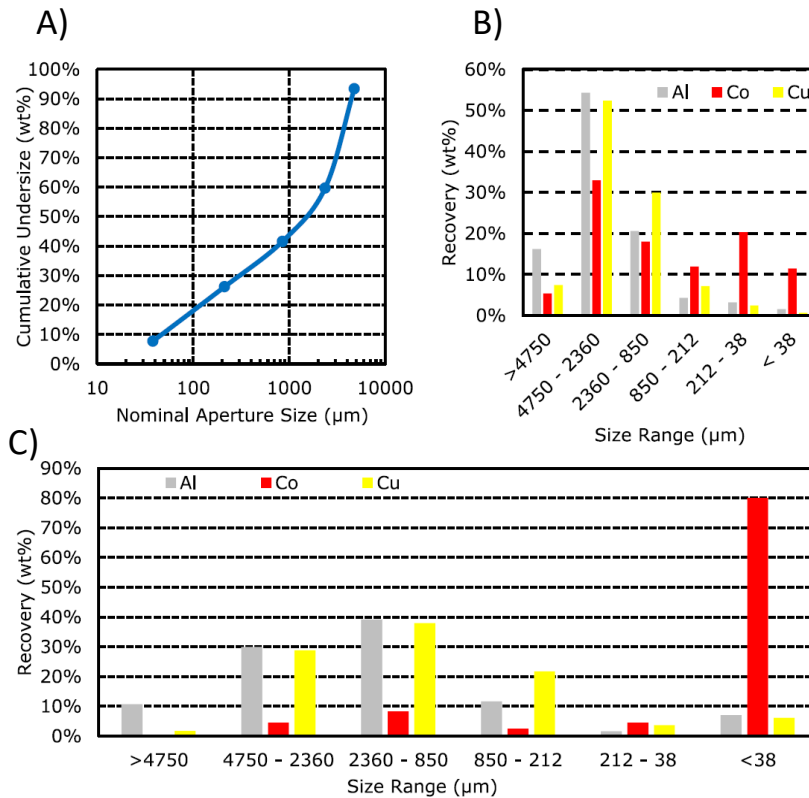 A)
100%
90%
80%
70%
60%
50%
40%
30%
20%
10%
0%
Cumulative Undersize (wt%)
10 100 1000 10000
Nominal Aperture Size (µm)
B)
60%
50%
40%
30%
20%
10%
0%
Recovery (wt%)
Al Co Cu
>4750 4750 - 2360 2360 - 850 850 - 212 212 - 38 < 38
Size Range (µm)
C)
90%
80%
70%
60%
50%
40%
30%
20%
10%
0%
Recovery (wt%)
Al Co Cu
>4750 4750 - 2360 2360 - 850 850 - 212 212 - 38 <38
Size Range (µm)